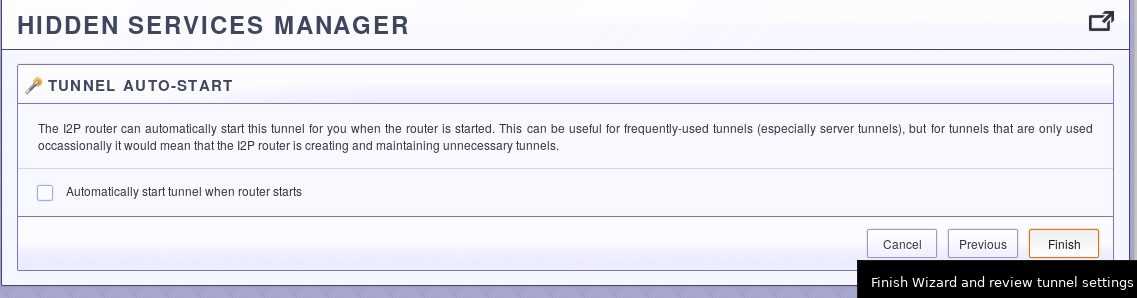 HIDDEN SERVICES MANAGER
TUNNEL AUTO-START
The I2P router can automatically start this tunnel for you when the router is started. This can be useful for frequently-used tunnels (especially server tunnels), but for tunnels that are only used
occassionally it would mean that the I2P router is creating and maintaining unnecessary tunnels.
Automatically start tunnel when router starts
Cancel Previous Finish
Finish Wizard and review tunnel settings